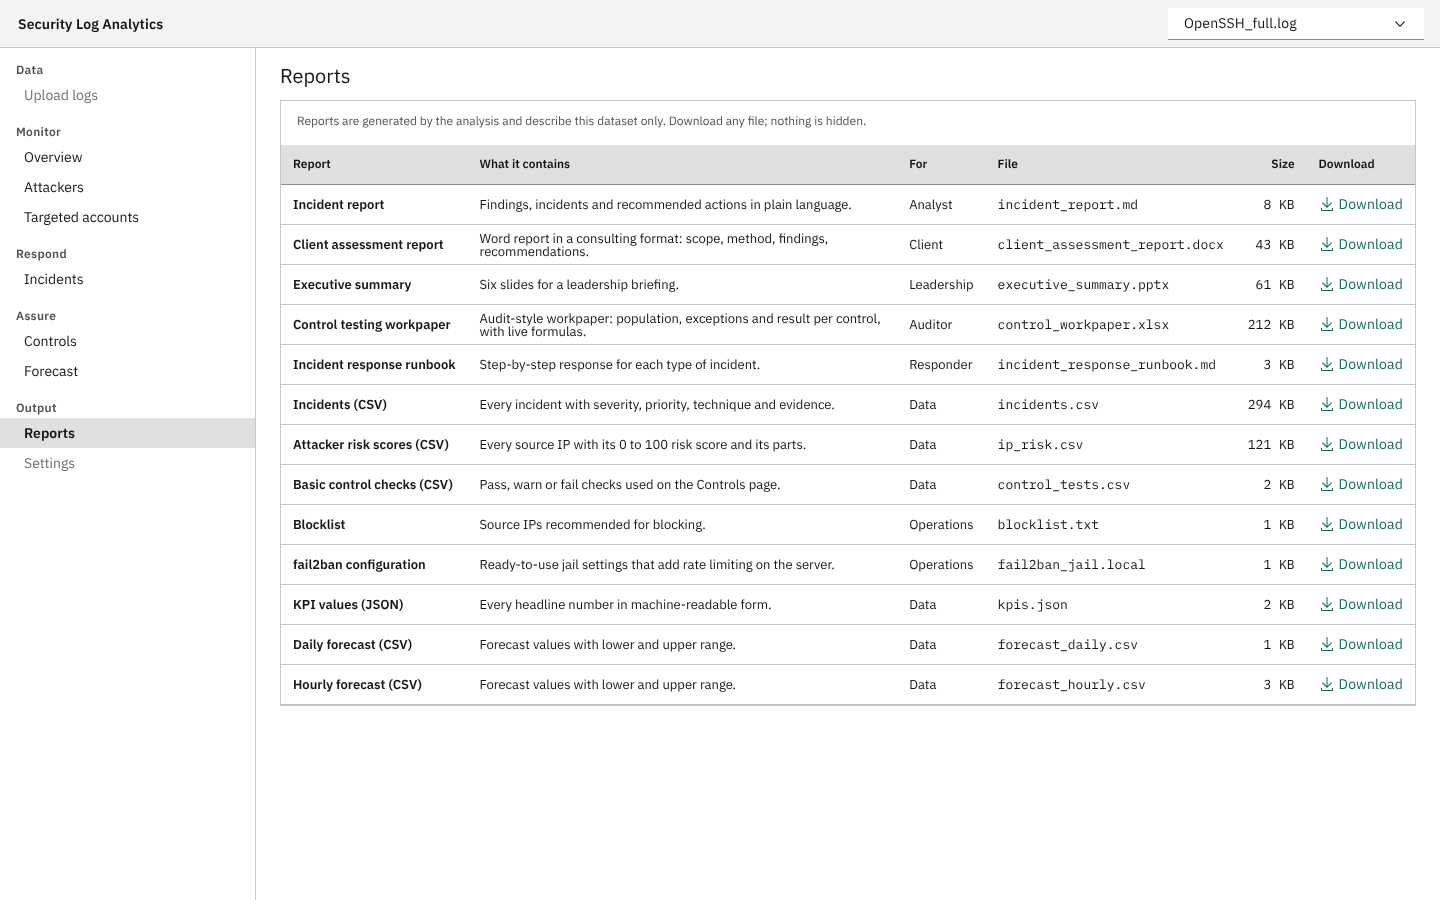 Security Log Analytics
OpenSSH_full.log
Data
Upload logs
Monitor
Overview
Attackers
Targeted accounts
Respond
Incidents
Assure
Controls
Forecast
Output
Reports
Settings
Reports
Reports are generated by the analysis and describe this dataset only. Download any file; nothing is hidden.
Report What it contains For File Size Download
Incident report Findings, incidents and recommended actions in plain language. Analyst incident_report.md 8 KB Download
Client assessment report Word report in a consulting format: scope, method, findings,
recommendations. Client client_assessment_report.docx 43 KB Download
Executive summary Six slides for a leadership briefing. Leadership executive_summary.pptx 61 KB Download
Control testing workpaper Audit-style workpaper: population, exceptions and result per control,
with live formulas. Auditor control_workpaper.xlsx 212 KB Download
Incident response runbook Step-by-step response for each type of incident. Responder incident_response_runbook.md 3 KB Download
Incidents (CSV) Every incident with severity, priority, technique and evidence. Data incidents.csv 294 KB Download
Attacker risk scores (CSV) Every source IP with its 0 to 100 risk score and its parts. Data ip_risk.csv 121 KB Download
Basic control checks (CSV) Pass, warn or fail checks used on the Controls page. Data control_tests.csv 2 KB Download
Blocklist Source IPs recommended for blocking. Operations blocklist.txt 1 KB Download
fail2ban configuration Ready-to-use jail settings that add rate limiting on the server. Operations fail2ban_jail.local 1 KB Download
KPI values (JSON) Every headline number in machine-readable form. Data kpis.json 2 KB Download
Daily forecast (CSV) Forecast values with lower and upper range. Data forecast_daily.csv 1 KB Download
Hourly forecast (CSV) Forecast values with lower and upper range. Data forecast_hourly.csv 3 KB Download